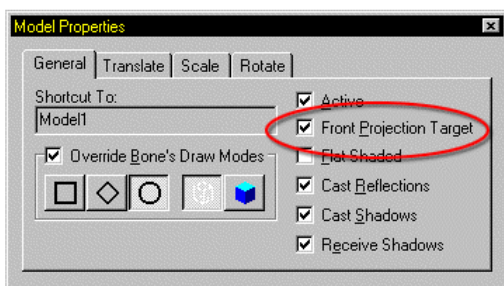 Model Properties
General Translate Scale Rotate
Shortcut To:
Model1
Override Bone's Draw Modes
Active
Front Projection Target
Flat Shaded
Cast Reflections
Cast Shadows
Receive Shadows